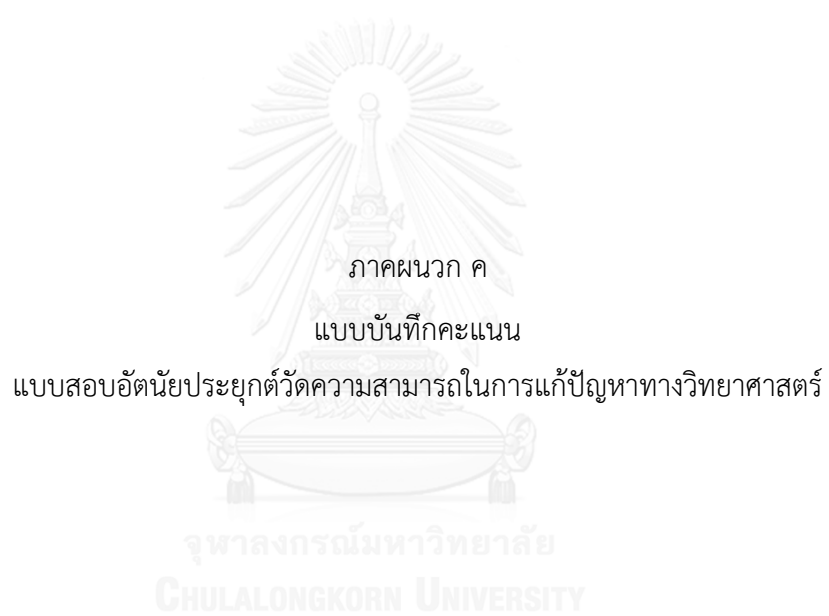 ภาคผนวก ค
แบบบันทึกคะแนน
แบบสอบอัตนัยประยุกต์วัดความสามารถในการแก้ปัญหาทางวิทยาศาสตร์
จุฬาลงกรณ์มหาวิทยาลัย
CHULALONGKORN UNIVERSITY